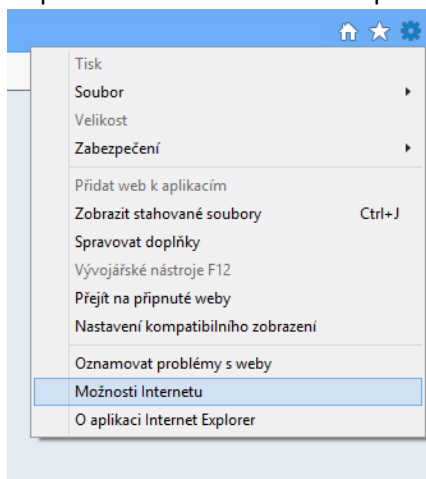 Tisk
Soubor
Velikost
Zabezpečení
Přidat web k aplikacím
Zobrazit stahované soubory Ctrl+J
Spravovat doplňky
Vývojářské nástroje F12
Přejít na připnuté weby
Nastavení kompatibilního zobrazení
Oznamovat problémy s weby
Možnosti Internetu
O aplikaci Internet Explorer